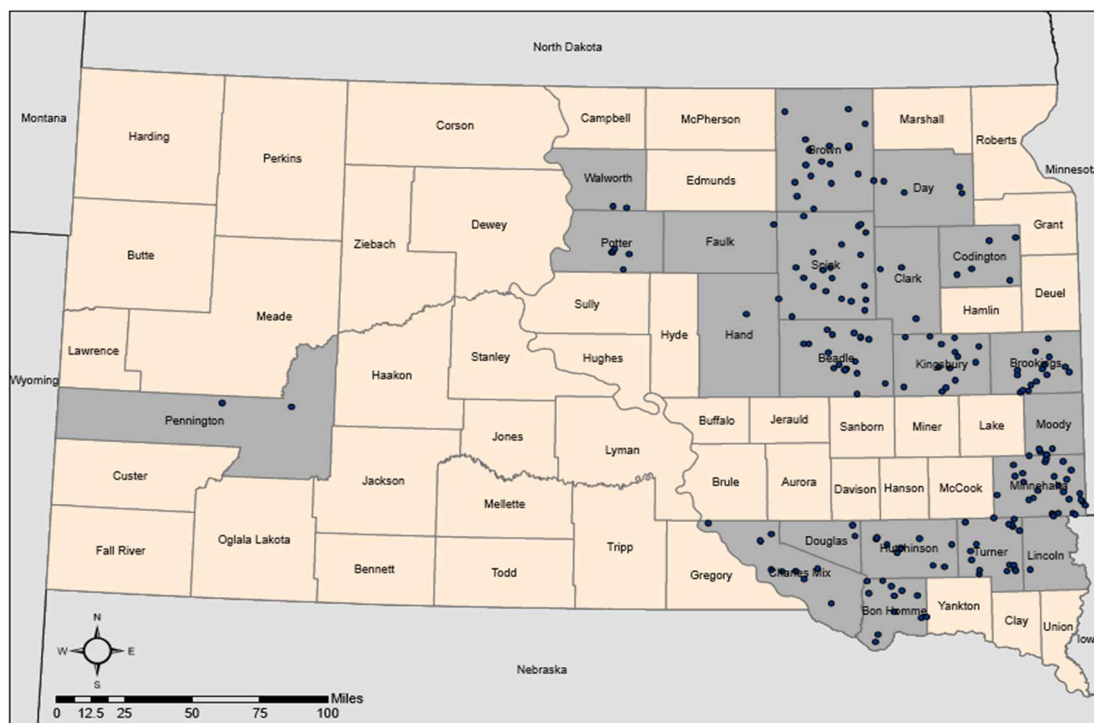 North Dakota
Montana
Campbell
McPherson
Marshall
Roberts
Corson
Harding
Perkins
Brown
Minnesota
Walworth
Edmunds
Day
Dewey
Grant
Ziebach
Potter
Faulk
Codington
Butte
Spink
Clark
Deuel
Sully
Hamlin
Meade
Hyde
Hand
Lawrence
Stanley
Hughes
Beadle
Kingsbury
Brookings
Wyoming
Haakon
Pennington
Buffalo
Jerauld
Sanborn
Miner
Lake
Moody
Jones
Lyman
Custer
Jackson
Brule
Aurora
Davison
Hanson
McCook
Minnehaha
Mellette
Fall River
Oglala Lakota
Tripp
Douglas
Hutchinson
Turner
Lincoln
Bennett
Todd
Gregory
Charles Mix
Bon Homme
Yankton
Clay
Union
Iow
Nebraska
N
W
E
S
Miles
0 12.5 25 50 75 100